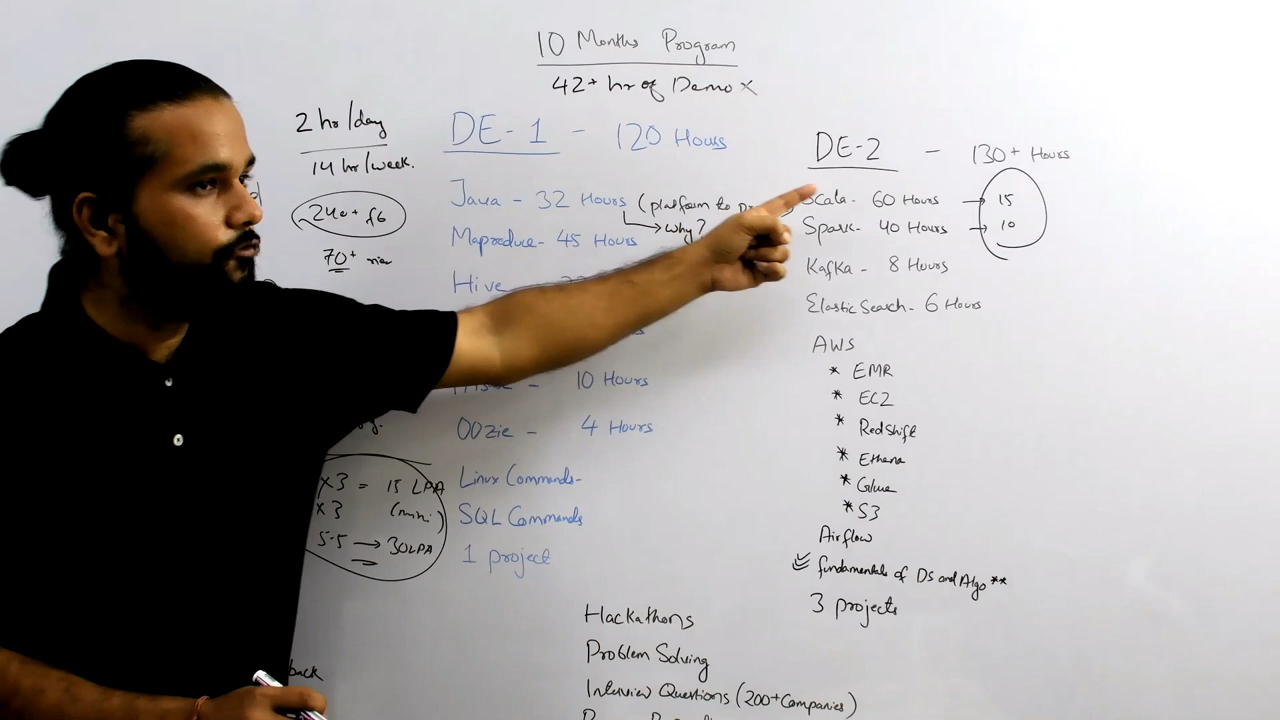 10 Months Program
42+ hr of Demo X
2 hr/day
14 hr/week.
240 + f6
70+
DE-1 - 120 Hours
Java - 32 Hours (platform to
why?
Mapreduce - 45 Hours
Hive
10 Hours
OOzie - 4 Hours
Linux Commands-
SQL Commands
1 project
x3 = 15 LPA
x3 (mini)
5.5 → 30LPA
back
DE-2 - 130+ Hours
Scala - 60 Hours → 15
Spark - 40 Hours → 10
Kafka - 8 Hours
Elastic Search - 6 Hours
AWS
* EMR
* EC2
* Redshift
* Ethena
* Glue
* S3
Airflow
fundamentals of DS and Algo **
3 projects
Hackathons
Problem Solving
Interview Questions (200+Companies)